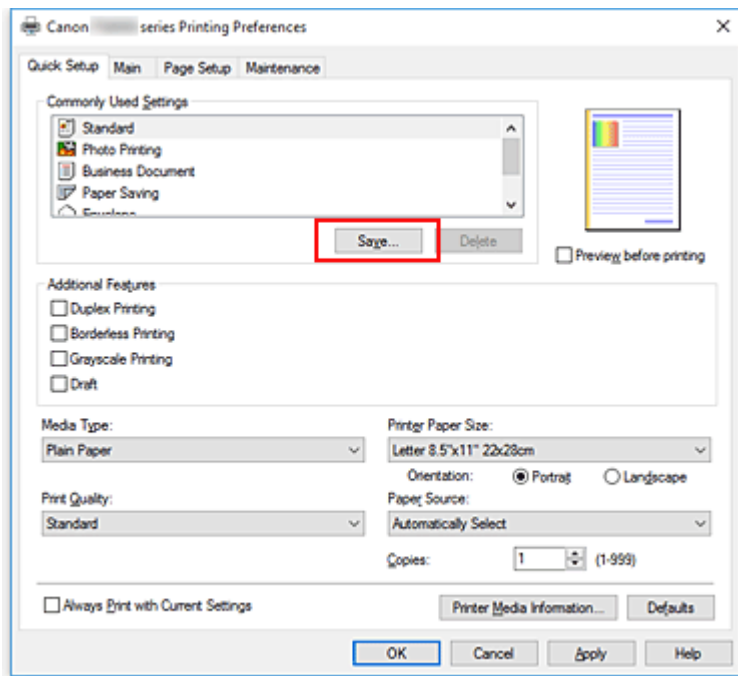 Canon series Printing Preferences
Quick Setup Main Page Setup Maintenance
Commonly Used Settings
Standard
Photo Printing
Business Document
Paper Saving
Envelope
Save... Delete
Preview before printing
Additional Features
Duplex Printing
Borderless Printing
Grayscale Printing
Draft
Media Type:
Plain Paper
Printer Paper Size:
Letter 8.5"x11" 22x28cm
Orientation: Portrait Landscape
Print Quality:
Standard
Paper Source:
Automatically Select
Copies: 1 (1-999)
Always Print with Current Settings
Printer Media Information... Defaults
OK Cancel Apply Help